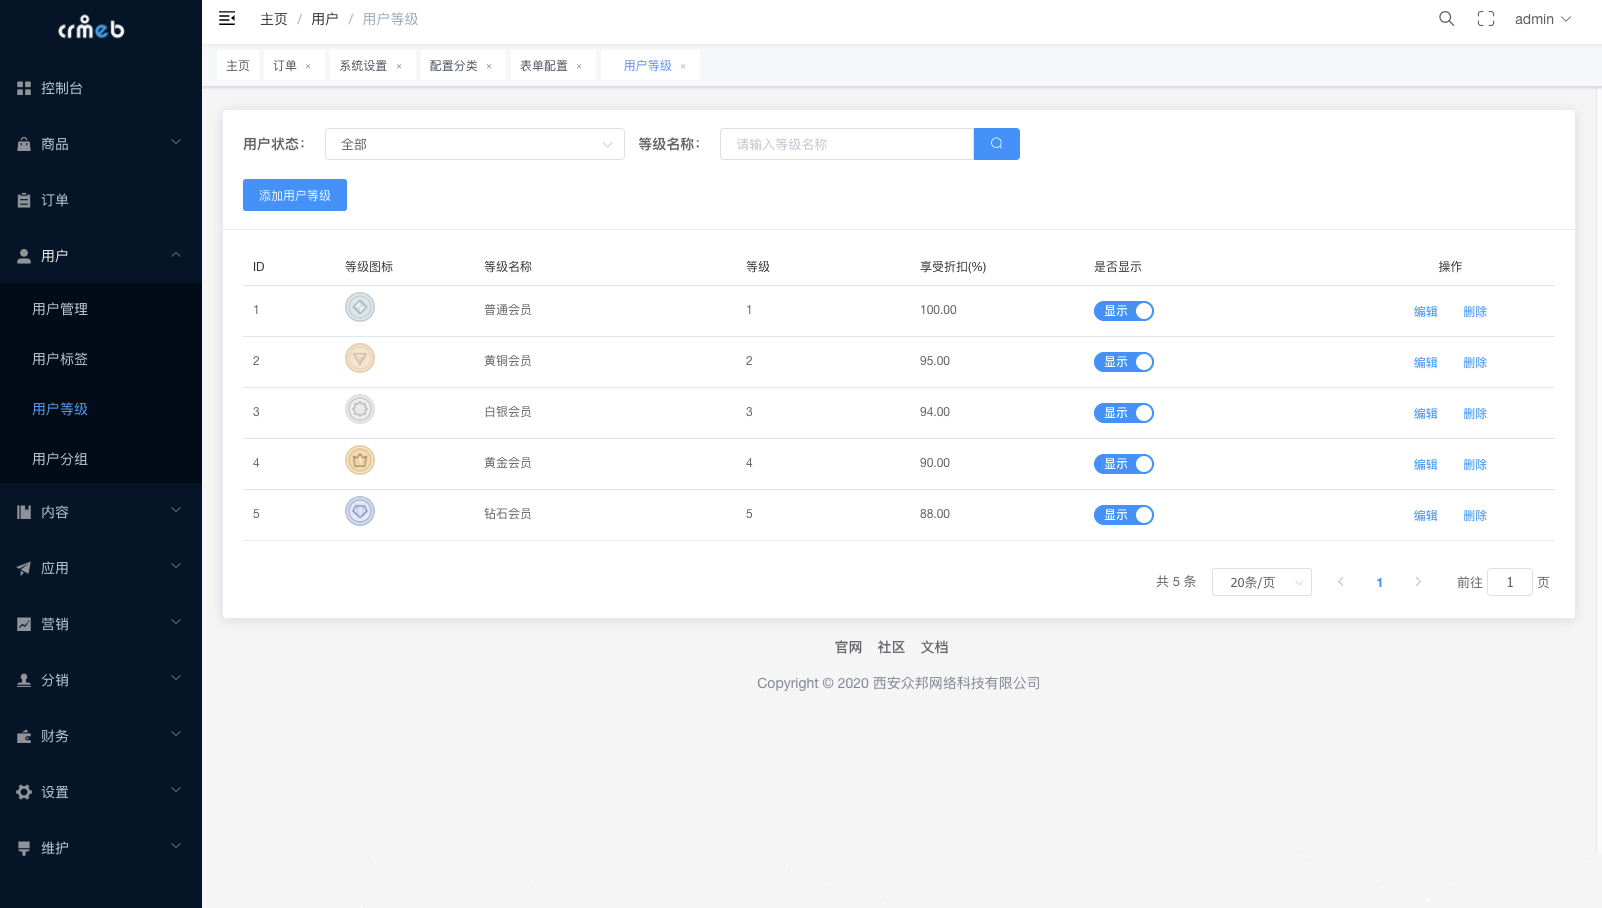 crmeb
主页 / 用户 / 用户等级
admin
主页
订单 ×
系统设置 ×
配置分类 ×
表单配置 ×
用户等级 ×
控制台
商品
订单
用户
用户管理
用户标签
用户等级
用户分组
内容
应用
营销
分销
财务
设置
维护
用户状态： 全部 等级名称： 请输入等级名称
添加用户等级
ID 等级图标 等级名称 等级 享受折扣(%) 是否显示 操作
1 普通会员 1 100.00 显示 编辑 删除
2 黄铜会员 2 95.00 显示 编辑 删除
3 白银会员 3 94.00 显示 编辑 删除
4 黄金会员 4 90.00 显示 编辑 删除
5 钻石会员 5 88.00 显示 编辑 删除
共 5 条 20条/页 1 前往 1 页
官网 社区 文档
Copyright © 2020 西安众邦网络科技有限公司